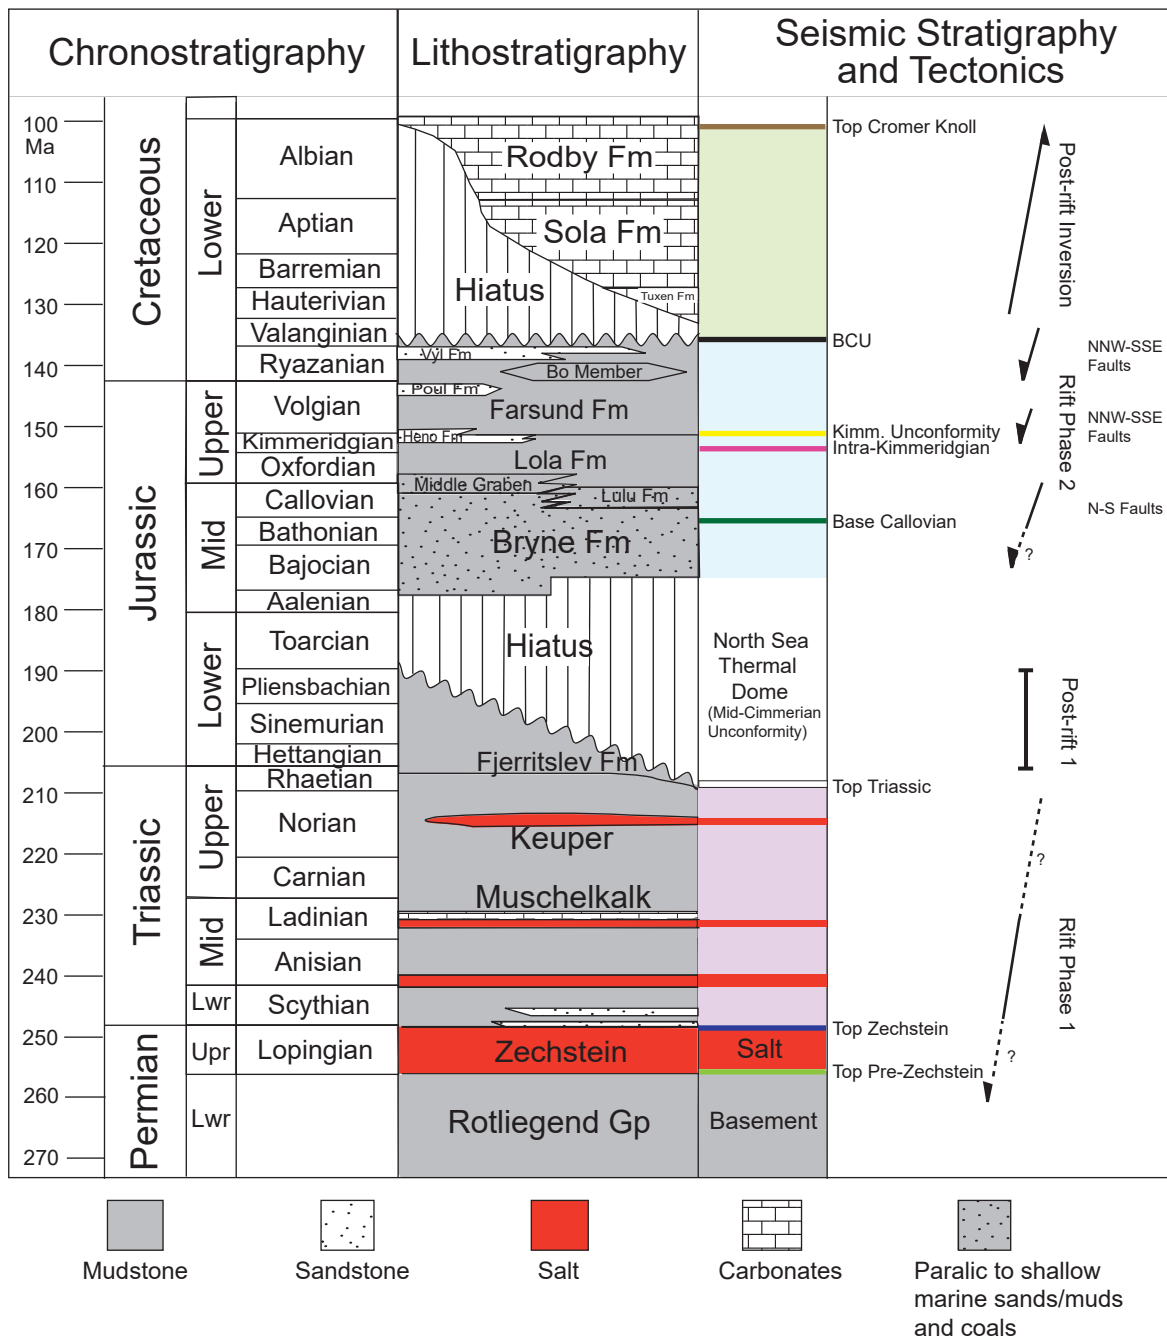 Chronostratigraphy
Lithostratigraphy
Seismic Stratigraphy
and Tectonics
100
Ma
110
120
130
140
150
160
170
180
190
200
210
220
230
240
250
260
270
Cretaceous
Jurassic
Triassic
Permian
Lower
Upper
Mid
Lower
Upper
Mid
Lwr
Upr
Lwr
Albian
Aptian
Barremian
Hauterivian
Valanginian
Ryazanian
Volgian
Kimmeridgian
Oxfordian
Callovian
Bathonian
Bajocian
Aalenian
Toarcian
Pliensbachian
Sinemurian
Hettangian
Rhaetian
Norian
Carnian
Ladinian
Anisian
Scythian
Lopingian
Rodby Fm
Sola Fm
Hiatus
Tuxen Fm
Vyl Fm
Bo Member
Poul Fm
Farsund Fm
Heno Fm
Lola Fm
Middle Graben
Lulu Fm
Bryne Fm
Hiatus
Fjerritslev Fm
Keuper
Muschelkalk
Zechstein
Rotliegend Gp
North Sea
Thermal
Dome
(Mid-Cimmerian
Unconformity)
Salt
Basement
Top Cromer Knoll
BCU
Kimm. Unconformity
Intra-Kimmeridgian
Base Callovian
Top Triassic
Top Zechstein
Top Pre-Zechstein
Post-rift Inversion
Rift Phase 2
Post-rift 1
Rift Phase 1
NNW-SSE
Faults
NNW-SSE
Faults
N-S Faults
?
?
?
Mudstone
Sandstone
Salt
Carbonates
Paralic to shallow
marine sands/muds
and coals